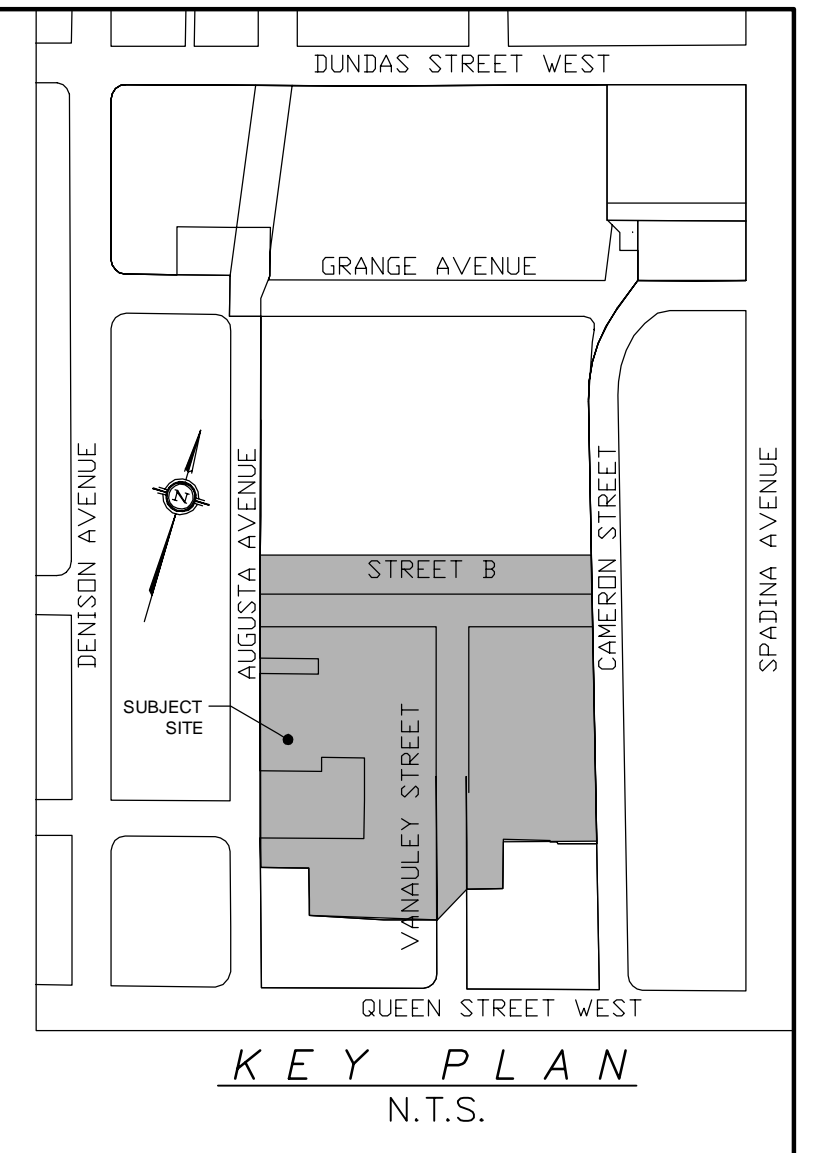 DUNDAS STREET WEST
GRANGE AVENUE
DENISON AVENUE
N
AUGUSTA AVENUE
STREET B
CAMERON STREET
SPADINA AVENUE
SUBJECT
SITE
VANAULEY STREET
QUEEN STREET WEST
KEY PLAN
N.T.S.